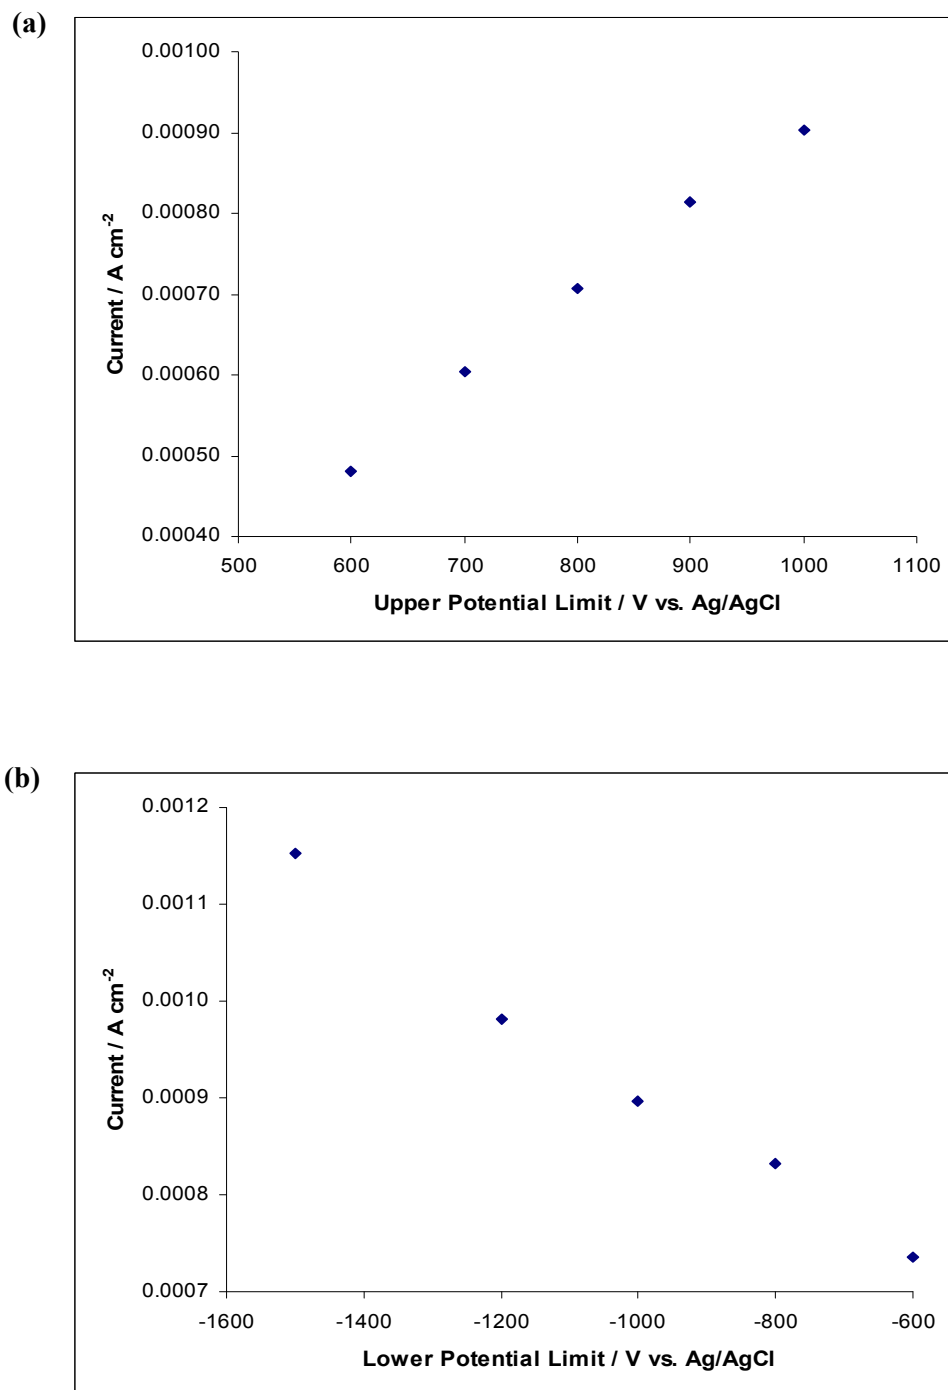 (a)
0.00100
0.00090
0.00080
0.00070
0.00060
0.00050
0.00040
Current / A cm⁻²
500 600 700 800 900 1000 1100
Upper Potential Limit / V vs. Ag/AgCl
(b)
0.0012
0.0011
0.0010
0.0009
0.0008
0.0007
Current / A cm⁻²
-1600 -1400 -1200 -1000 -800 -600
Lower Potential Limit / V vs. Ag/AgCl